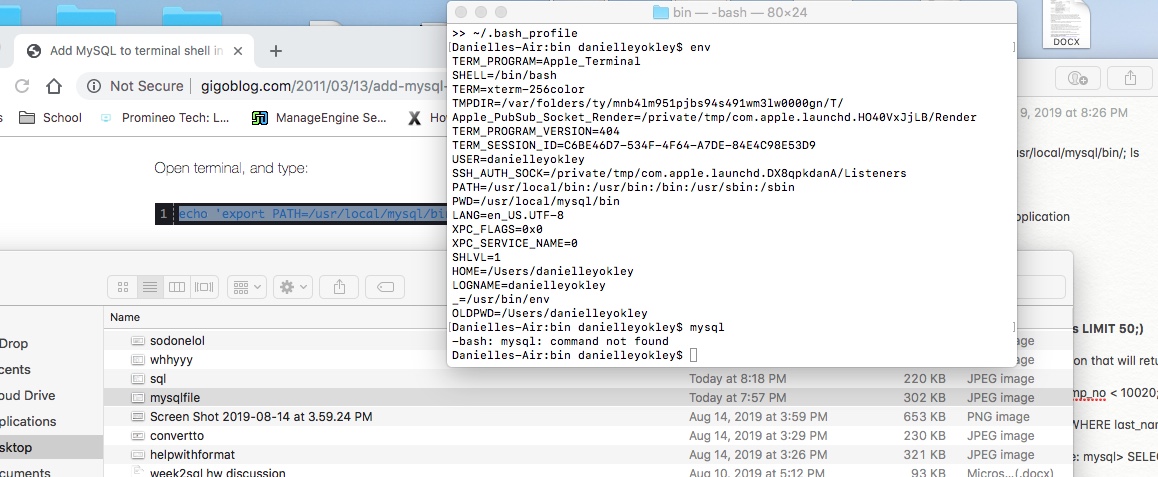 DOCX
bin — -bash — 80×24
>> ~/.bash_profile
[Danielles-Air:bin danielleyokley$ env ]
TERM_PROGRAM=Apple_Terminal
SHELL=/bin/bash
TERM=xterm-256color
TMPDIR=/var/folders/ty/mnb4lm951pjbs94s491wm3lw0000gn/T/
Apple_PubSub_Socket_Render=/private/tmp/com.apple.launchd.HO40VxJjLB/Render
TERM_PROGRAM_VERSION=404
TERM_SESSION_ID=C6BE46D7-534F-4F64-A7DE-84E4C98E53D9
USER=danielleyokley
SSH_AUTH_SOCK=/private/tmp/com.apple.launchd.DX8qpkdanA/Listeners
PATH=/usr/local/bin:/usr/bin:/bin:/usr/sbin:/sbin
PWD=/usr/local/mysql/bin
LANG=en_US.UTF-8
XPC_FLAGS=0x0
XPC_SERVICE_NAME=0
SHLVL=1
HOME=/Users/danielleyokley
LOGNAME=danielleyokley
_=/usr/bin/env
OLDPWD=/Users/danielleyokley
[Danielles-Air:bin danielleyokley$ mysql ]
-bash: mysql: command not found
Danielles-Air:bin danielleyokley$
Add MySQL to terminal shell in
Not Secure | gigoblog.com/2011/03/13/add-mysql-
School Promineo Tech: L... ManageEngine Se... Ho
Open terminal, and type:
1 echo 'export PATH=/usr/local/mysql/bin
9, 2019 at 8:26 PM
usr/local/mysql/bin/; ls
pplication
s LIMIT 50;)
on that will retu
mp_no < 10020;
WHERE last_nam
e: mysql> SELE
Name
Drop
cents
oud Drive
plications
sktop
cuments
sodonelol age
whhyyy age
sql Today at 8:18 PM 220 KB JPEG image
mysqlfile Today at 7:57 PM 302 KB JPEG image
Screen Shot 2019-08-14 at 3.59.24 PM Aug 14, 2019 at 3:59 PM 653 KB PNG image
convertto Aug 14, 2019 at 3:29 PM 230 KB JPEG image
helpwithformat Aug 14, 2019 at 3:26 PM 321 KB JPEG image
week2sql hw discussion Aug 10, 2019 at 5:12 PM 93 KB Micros...(.docx)